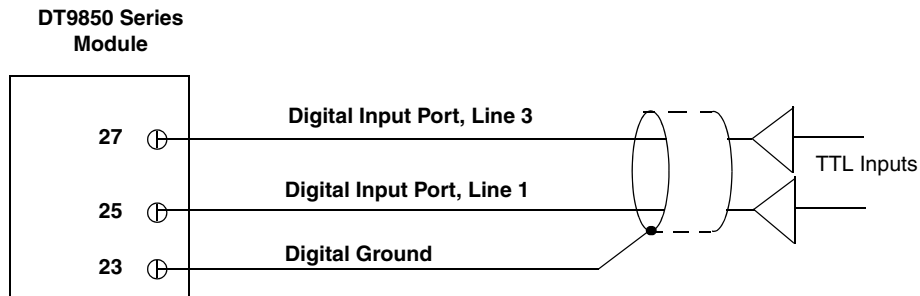 DT9850 Series
Module
27
Digital Input Port, Line 3
TTL Inputs
25
Digital Input Port, Line 1
23
Digital Ground